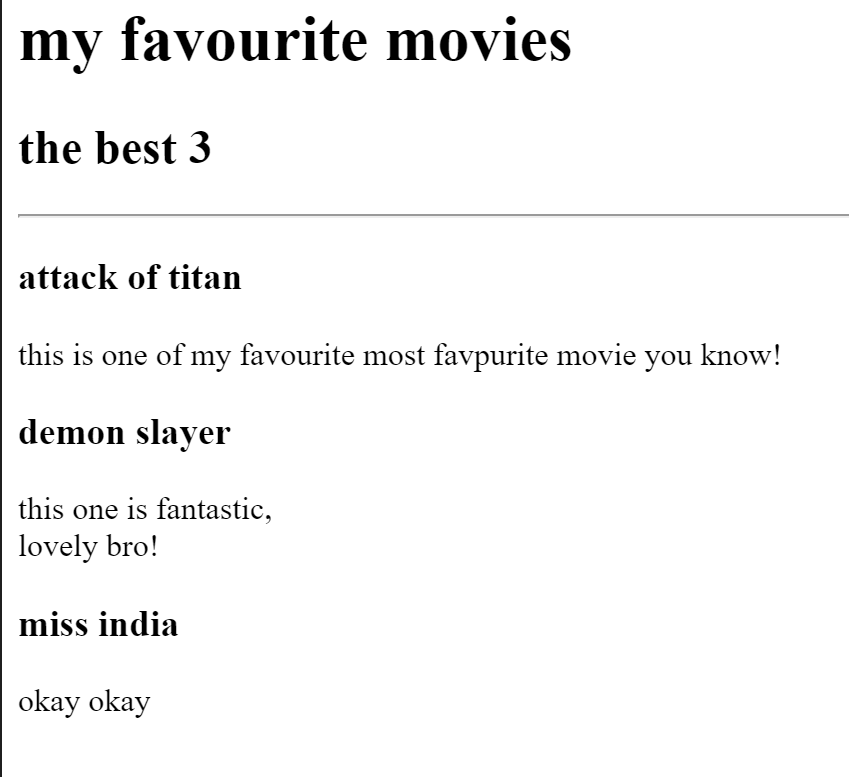 my favourite movies
the best 3
attack of titan
this is one of my favourite most favpurite movie you know!
demon slayer
this one is fantastic,
lovely bro!
miss india
okay okay